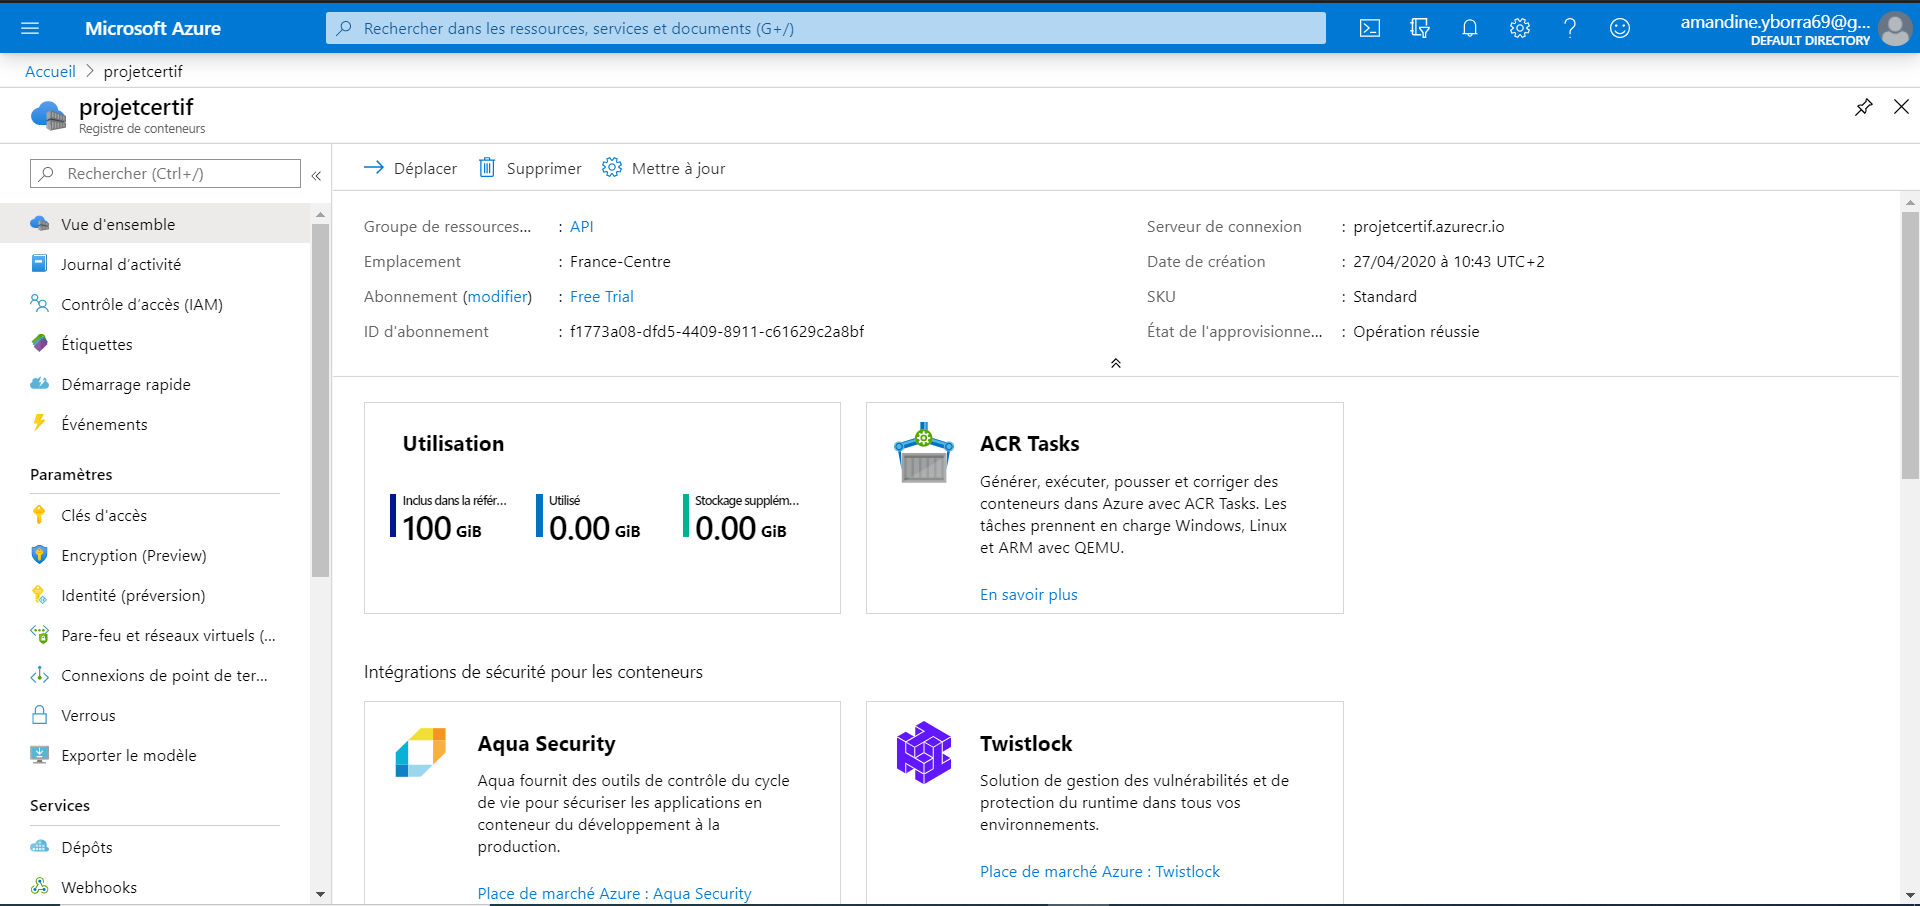 Microsoft Azure
Rechercher dans les ressources, services et documents (G+/)
amandine.yborra69@g...
DEFAULT DIRECTORY
Accueil > projetcertif
projetcertif
Registre de conteneurs
Rechercher (Ctrl+/)
«
Vue d'ensemble
Journal d'activité
Contrôle d'accès (IAM)
Étiquettes
Démarrage rapide
Événements
Paramètres
Clés d'accès
Encryption (Preview)
Identité (préversion)
Pare-feu et réseaux virtuels (...
Connexions de point de ter...
Verrous
Exporter le modèle
Services
Dépôts
Webhooks
Déplacer
Supprimer
Mettre à jour
Groupe de ressources... : API
Emplacement : France-Centre
Abonnement (modifier) : Free Trial
ID d'abonnement : f1773a08-dfd5-4409-8911-c61629c2a8bf
Serveur de connexion : projetcertif.azurecr.io
Date de création : 27/04/2020 à 10:43 UTC+2
SKU : Standard
État de l'approvisionne... : Opération réussie
Utilisation
Inclus dans la référ...
100 GiB
Utilisé
0.00 GiB
Stockage supplém...
0.00 GiB
ACR Tasks
Générer, exécuter, pousser et corriger des
conteneurs dans Azure avec ACR Tasks. Les
tâches prennent en charge Windows, Linux
et ARM avec QEMU.
En savoir plus
Intégrations de sécurité pour les conteneurs
Aqua Security
Aqua fournit des outils de contrôle du cycle
de vie pour sécuriser les applications en
conteneur du développement à la
production.
Place de marché Azure : Aqua Security
Twistlock
Solution de gestion des vulnérabilités et de
protection du runtime dans tous vos
environnements.
Place de marché Azure : Twistlock